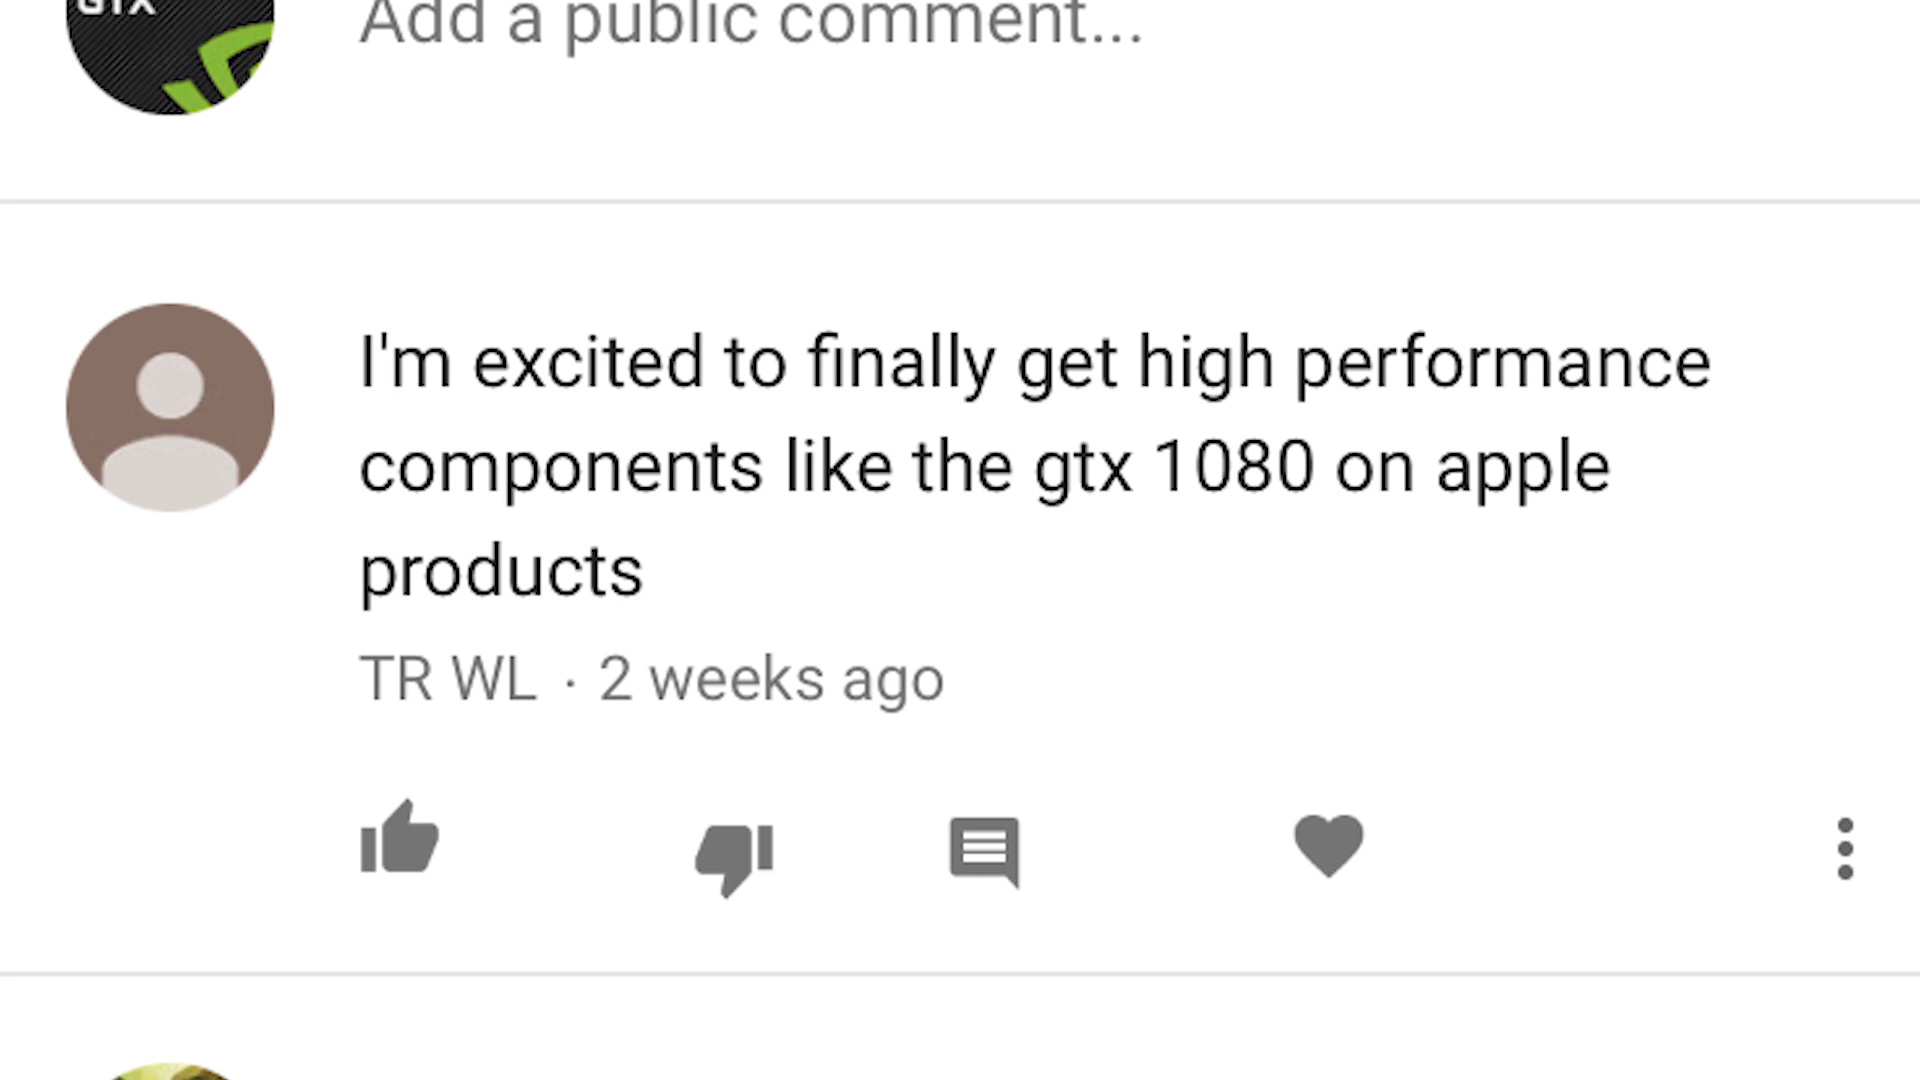 GTX
Add a public comment...
I'm excited to finally get high performance
components like the gtx 1080 on apple
products
TR WL · 2 weeks ago